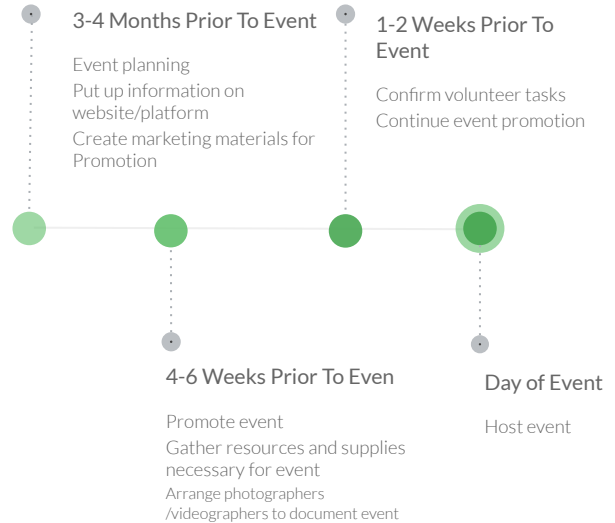 3-4 Months Prior To Event
Event planning
Put up information on
website/platform
Create marketing materials for
Promotion
1-2 Weeks Prior To
Event
Confirm volunteer tasks
Continue event promotion
4-6 Weeks Prior To Even
Promote event
Gather resources and supplies
necessary for event
Arrange photographers
/videographers to document event
Day of Event
Host event